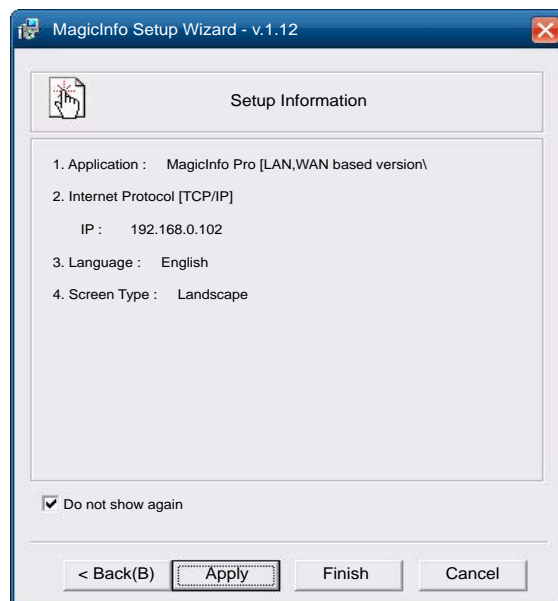 MagicInfo Setup Wizard - v.1.12
Setup Information
1. Application : MagicInfo Pro [LAN,WAN based version\
2. Internet Protocol [TCP/IP]
IP : 192.168.0.102
3. Language : English
4. Screen Type : Landscape
Do not show again
< Back(B) Apply Finish Cancel